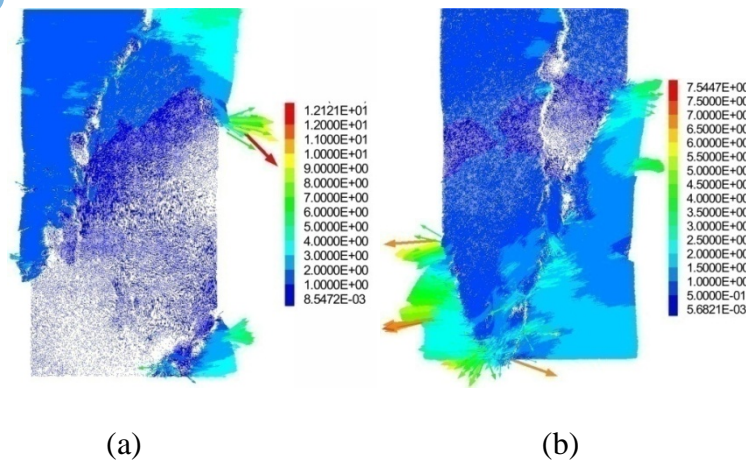 1.2121E+01
1.2000E+01
1.1000E+01
1.0000E+01
9.0000E+00
8.0000E+00
7.0000E+00
6.0000E+00
5.0000E+00
4.0000E+00
3.0000E+00
2.0000E+00
1.0000E+00
8.5472E-03
7.5447E+00
7.5000E+00
7.0000E+00
6.5000E+00
6.0000E+00
5.5000E+00
5.0000E+00
4.5000E+00
4.0000E+00
3.5000E+00
3.0000E+00
2.5000E+00
2.0000E+00
1.5000E+00
1.0000E+00
5.0000E-01
5.6821E-03
(a)
(b)